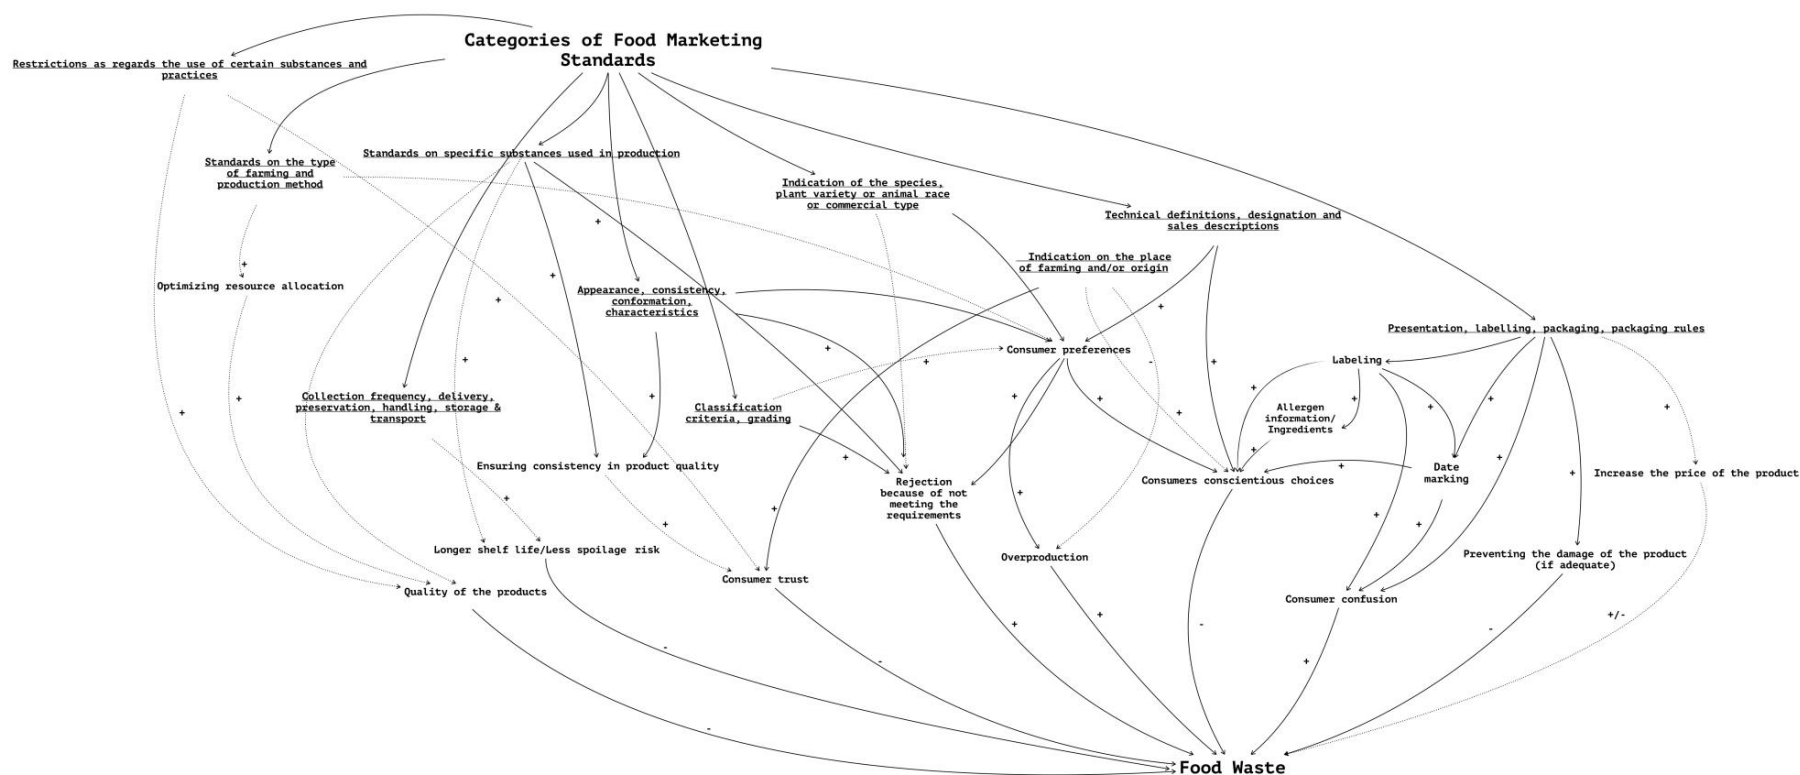 Categories of Food Marketing
Standards
Restrictions as regards the use of certain substances and
practices
Standards on the type
of farming and
production method
Standards on specific substances used in production
Indication of the species,
plant variety or animal race
or commercial type
Technical definitions, designation and
sales descriptions
Indication on the place
of farming and/or origin
Optimizing resource allocation
Appearance, consistency,
conformation,
characteristics
Presentation, labelling, packaging, packaging rules
Consumer preferences
Labeling
Collection frequency, delivery,
preservation, handling, storage &
transport
Classification
criteria, grading
Allergen
information/
Ingredients
Ensuring consistency in product quality
Rejection
because of not
meeting the
requirements
Consumers conscientious choices
Date
marking
Increase the price of the product
Longer shelf life/Less spoilage risk
Overproduction
Preventing the damage of the product
(if adequate)
Consumer trust
Quality of the products
Consumer confusion
+/-
Food Waste